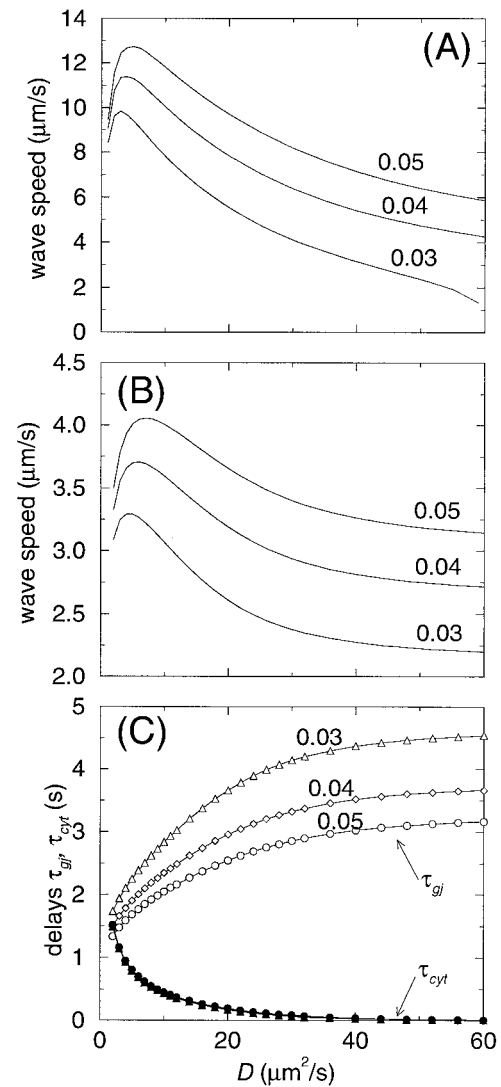 14
(A)
12
10
8
0.05
6
0.04
4
0.03
2
0
wave speed (μm/s)
4.5
(B)
4.0
3.5
0.05
3.0
0.04
2.5
0.03
2.0
wave speed (μm/s)
5
(C)
0.03
4
0.04
3
0.05
τgj
2
1
τcyt
0
delays τgj, τcyt (s)
0 20 40 60
D (μm²/s)